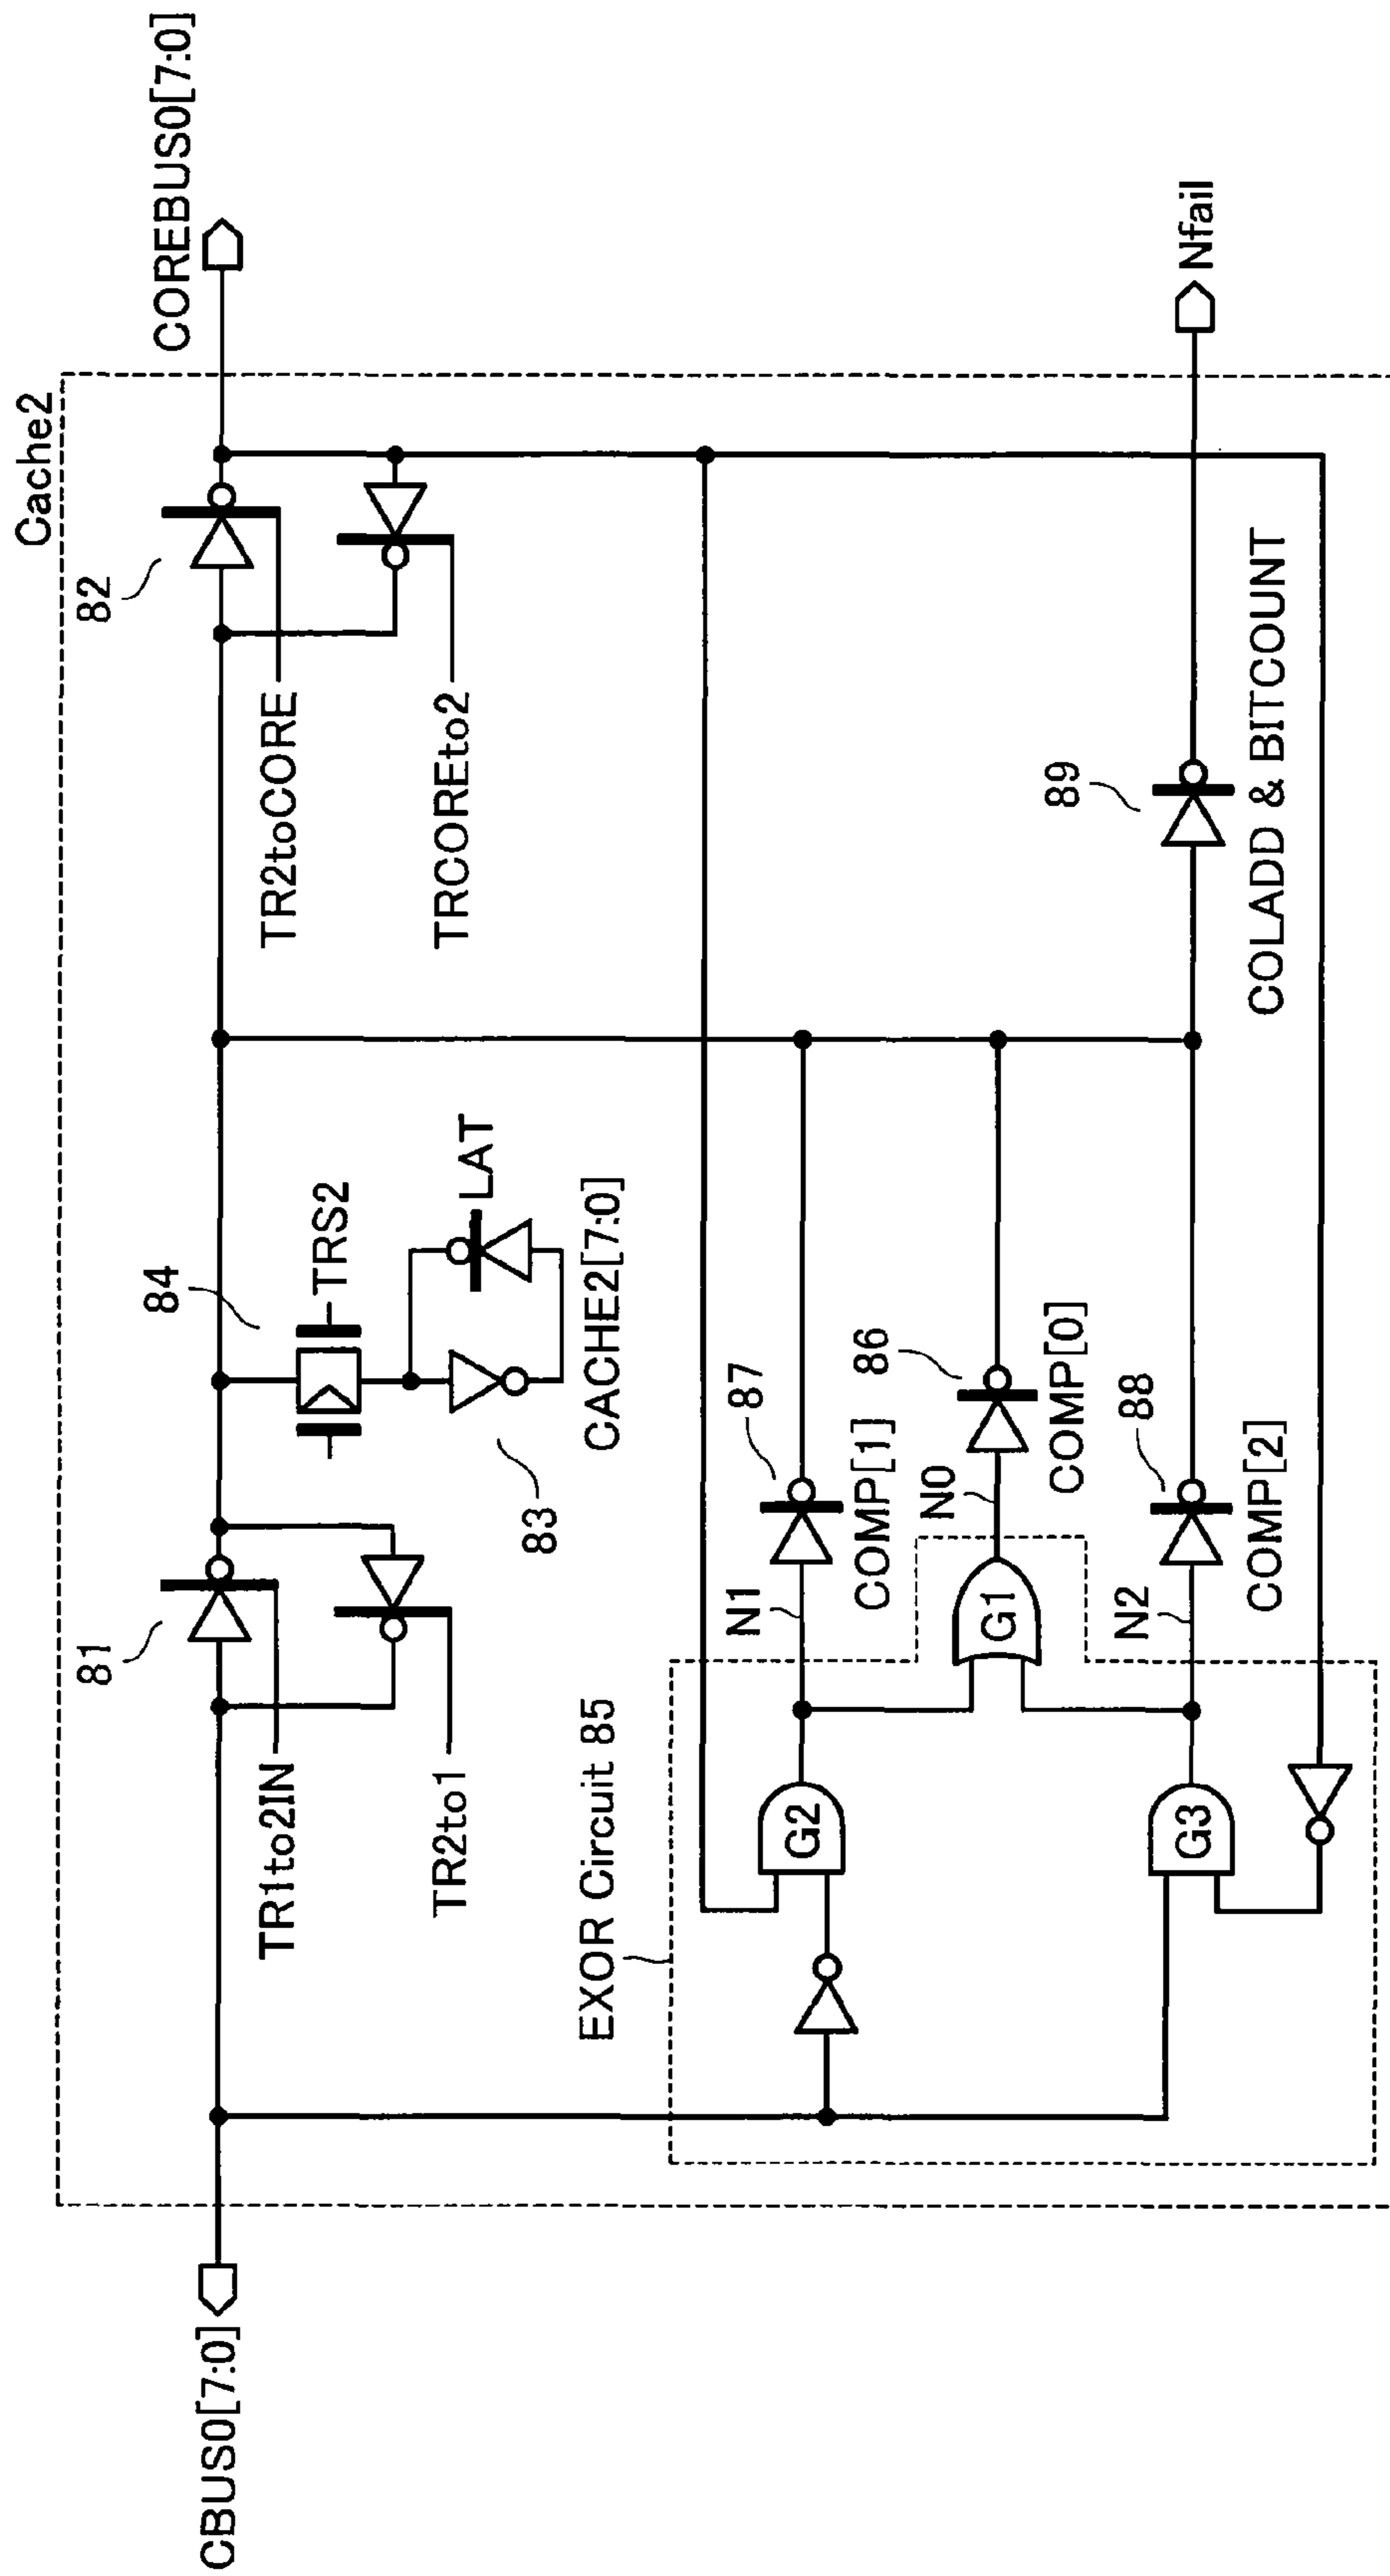 Cache2
COREBUS0[7:0]
CBUS0[7:0]
81
TR1to2IN
TR2to1
84
TRS2
LAT
83
CACHE2[7:0]
82
TR2toCORE
TRCOREto2
EXOR Circuit 85
G2
N1
87
COMP[1]
G1
N0
86
COMP[0]
G3
N2
88
COMP[2]
89
COLADD & BITCOUNT
Nfail